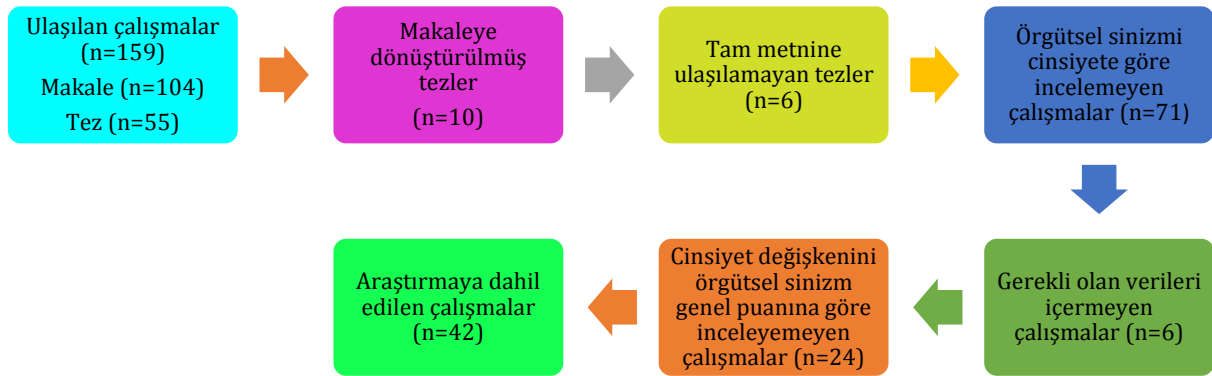 Ulaşılan çalışmalar
(n=159)
Makale (n=104)
Tez (n=55)
Makaleye
dönüştürülmüş
tezler
(n=10)
Tam metnine
ulaşılamayan tezler
(n=6)
Örgütsel sinizmi
cinsiyete göre
incelemeyen
çalışmalar (n=71)
Gerekli olan verileri
içermeyen
çalışmalar (n=6)
Cinsiyet değişkenini
örgütsel sinizm
genel puanına göre
inceleyemeyen
çalışmalar (n=24)
Araştırmaya dahil
edilen çalışmalar
(n=42)